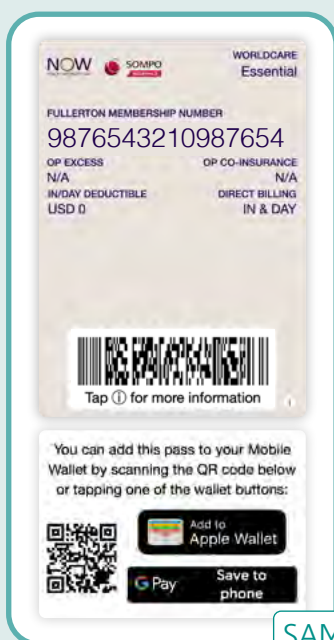 NOW SOMPO
WORLDCARE
Essential
FULLERTON MEMBERSHIP NUMBER
9876543210987654
OP EXCESS OP CO-INSURANCE
N/A N/A
IN/DAY DEDUCTIBLE DIRECT BILLING
USD 0 IN & DAY
Tap ⓘ for more information
You can add this pass to your Mobile
Wallet by scanning the QR code below
or tapping one of the wallet buttons:
Add to
Apple Wallet
G Pay Save to
phone
SAM